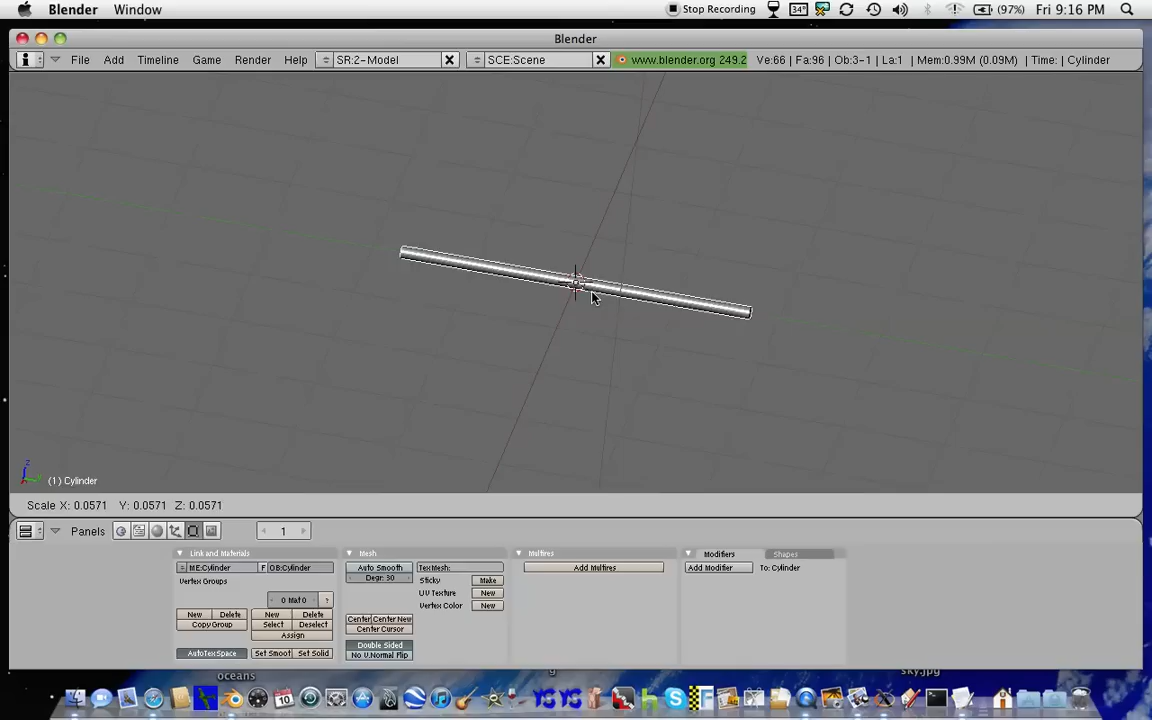 Blender Window Stop Recording 34° (97%) Fri 9:16 PM
Blender
File Add Timeline Game Render Help SR:2-Model SCE:Scene www.blender.org 249.2 Ve:66 | Fa:96 | Ob:3-1 | La:1 | Mem:0.99M (0.09M) | Time: | Cylinder
z
y
(1) Cylinder
Scale X: 0.0571 Y: 0.0571 Z: 0.0571
Panels 1
Link and Materials Mesh Multires Modifiers Shapes
ME:Cylinder F OB:Cylinder Auto Smooth TexMesh: Add Multires Add Modifier To: Cylinder
Vertex Groups Degr: 30 Sticky Make
UV Texture New
0 Mat 0 ? Vertex Color New
New Delete New Delete Center Center New
Copy Group Select Deselect Center Cursor
Assign
Double Sided
AutoTexSpace Set Smoot Set Solid No V.Normal Flip
oceans g sky.jpg
10